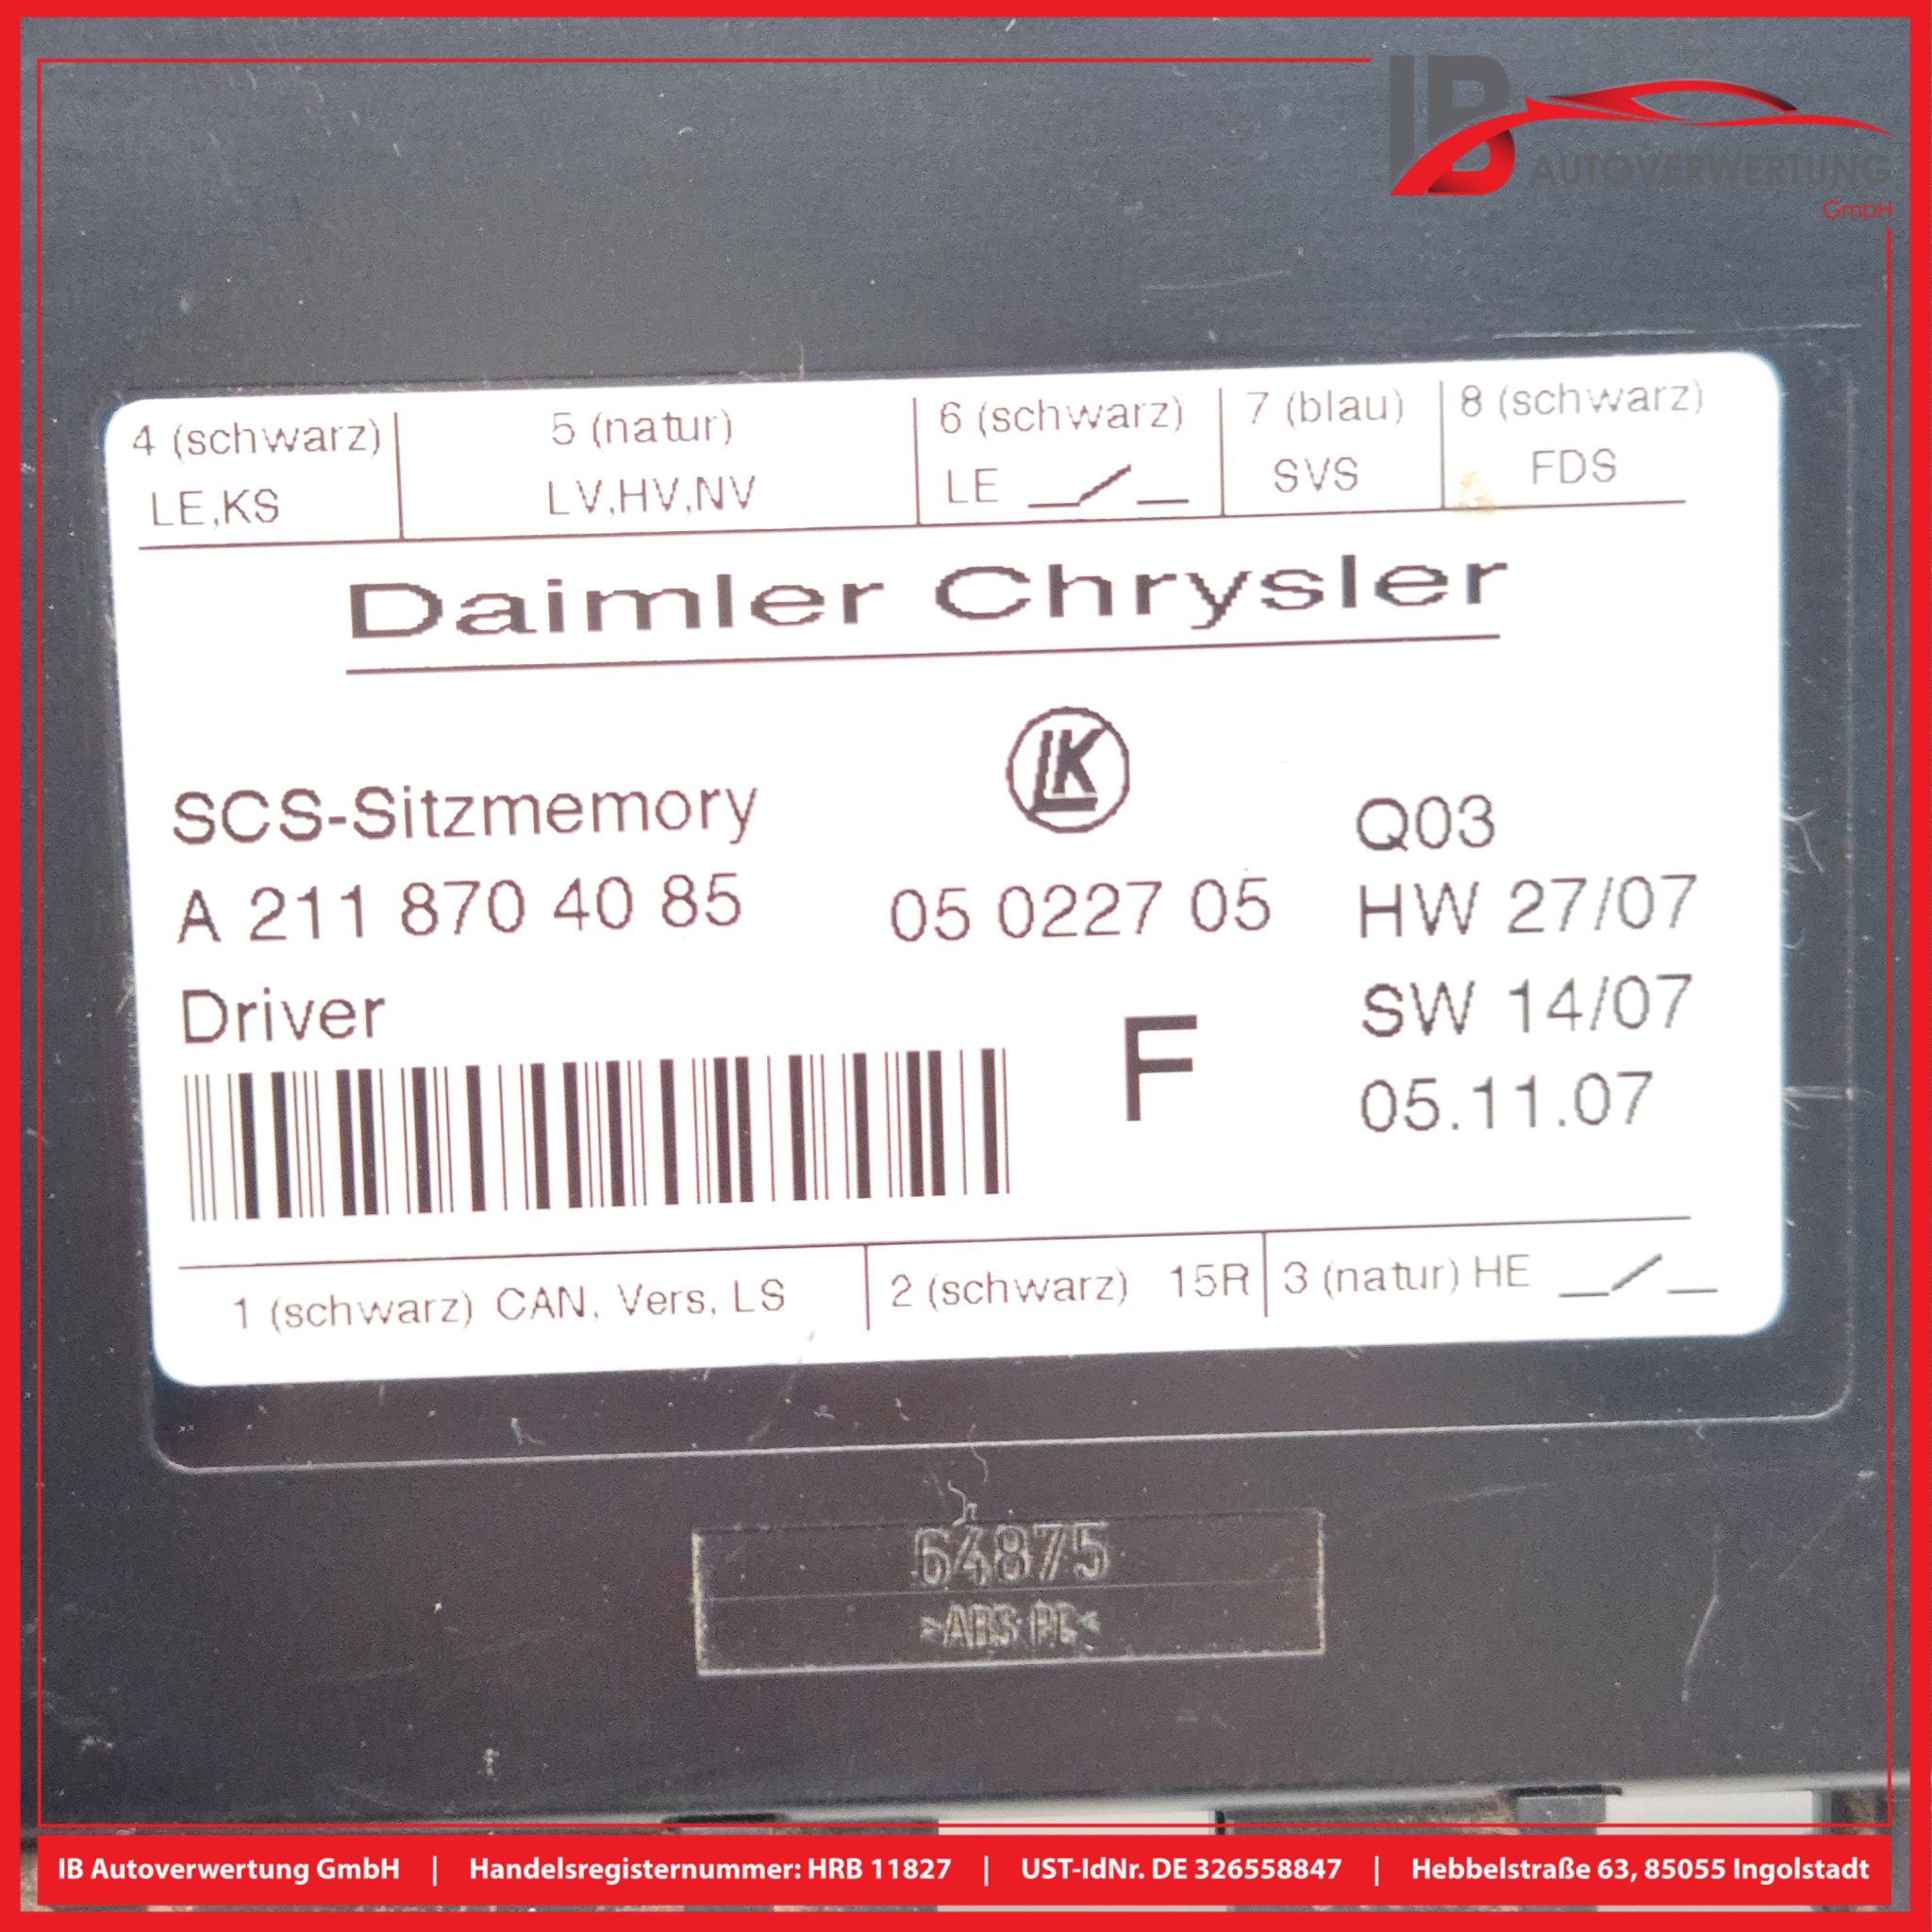 IB
AUTOVERWERTUNG
GmbH
4 (schwarz) 5 (natur) 6 (schwarz) 7 (blau) 8 (schwarz)
LE,KS LV,HV,NV LE SVS FDS
Daimler Chrysler
LK
SCS-Sitzmemory Q03
A 211 870 40 85 05 0227 05 HW 27/07
Driver F SW 14/07
05.11.07
1 (schwarz) CAN, Vers, LS 2 (schwarz) 15R 3 (natur) HE
64875
>ABS PC<
IB Autoverwertung GmbH | Handelsregisternummer: HRB 11827 | UST-IdNr. DE 326558847 | Hebbelstraße 63, 85055 Ingolstadt